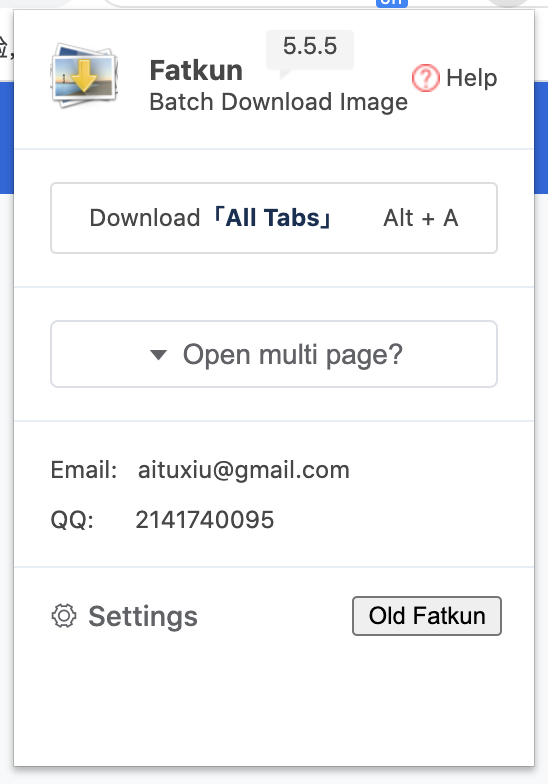 5.5.5
Fatkun
Batch Download Image
Help
Download「All Tabs」 Alt + A
Open multi page?
Email: aituxiu@gmail.com
QQ: 2141740095
Settings
Old Fatkun